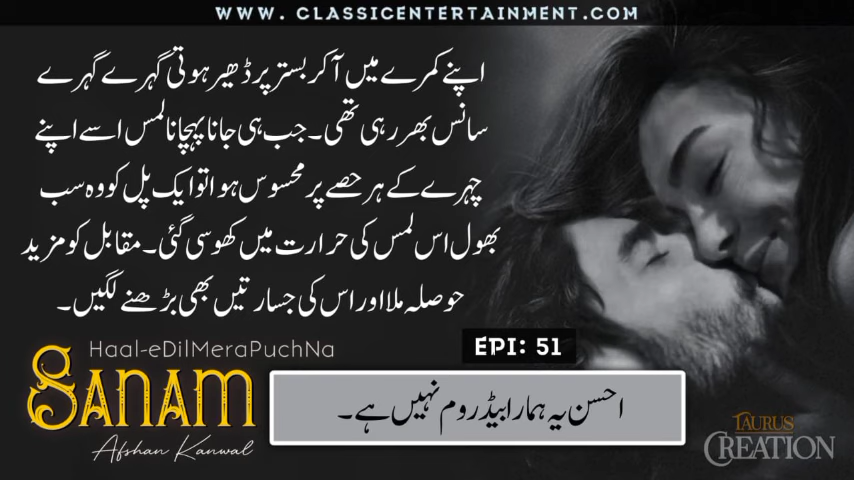 WWW. CLASSICENTERTAINMENT.COM
اپنے کمرے میں آ کر بستر پر ڈھیر ہوتی گہرے گہرے
سانس بھر رہی تھی۔ جب ہی جانا پہچانا لمس اسے اپنے
چہرے کے ہر حصے پر محسوس ہوا تو ایک پل کو وہ سب
بھول اس لمس کی حرارت میں کھو سی گئی۔ مقابل کو مزید
حوصلہ ملا اور اس کی جسارتیں بھی بڑھنے لگیں۔
Haal-eDilMeraPuchNa
EPI: 51
SANAM
احسن یہ ہمارا بیڈ روم نہیں ہے۔
Afshan Kanwal
TAURUS
CREATION